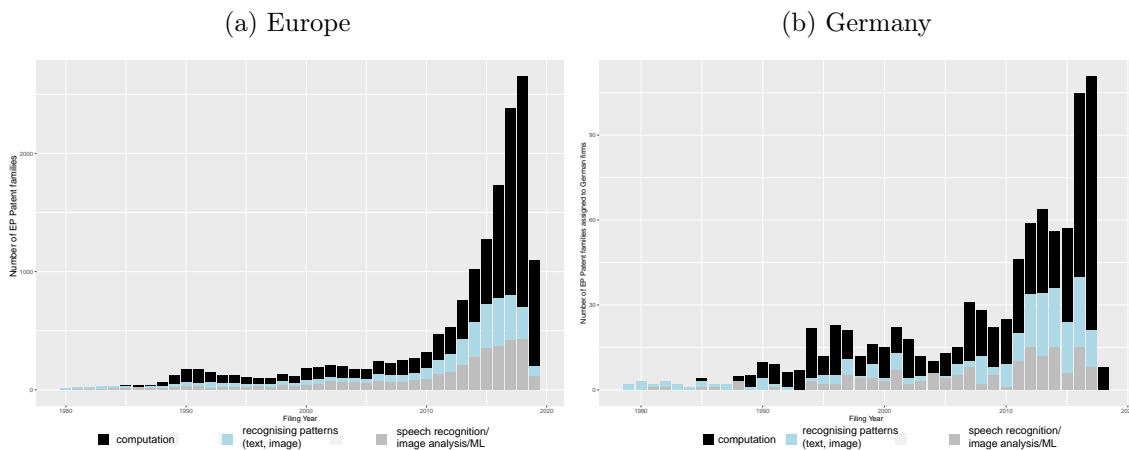 (a) Europe
(b) Germany
Number of EP Patent families
2000
1000
0
1980
1990
2000
2010
2020
Filing Year
computation
recognising patterns
(text, image)
speech recognition/
image analysis/ML
Number of EP Patent families assigned to German firms
90
60
30
0
1980
1990
2000
2010
2020
Filing Year
computation
recognising patterns
(text, image)
speech recognition/
image analysis/ML